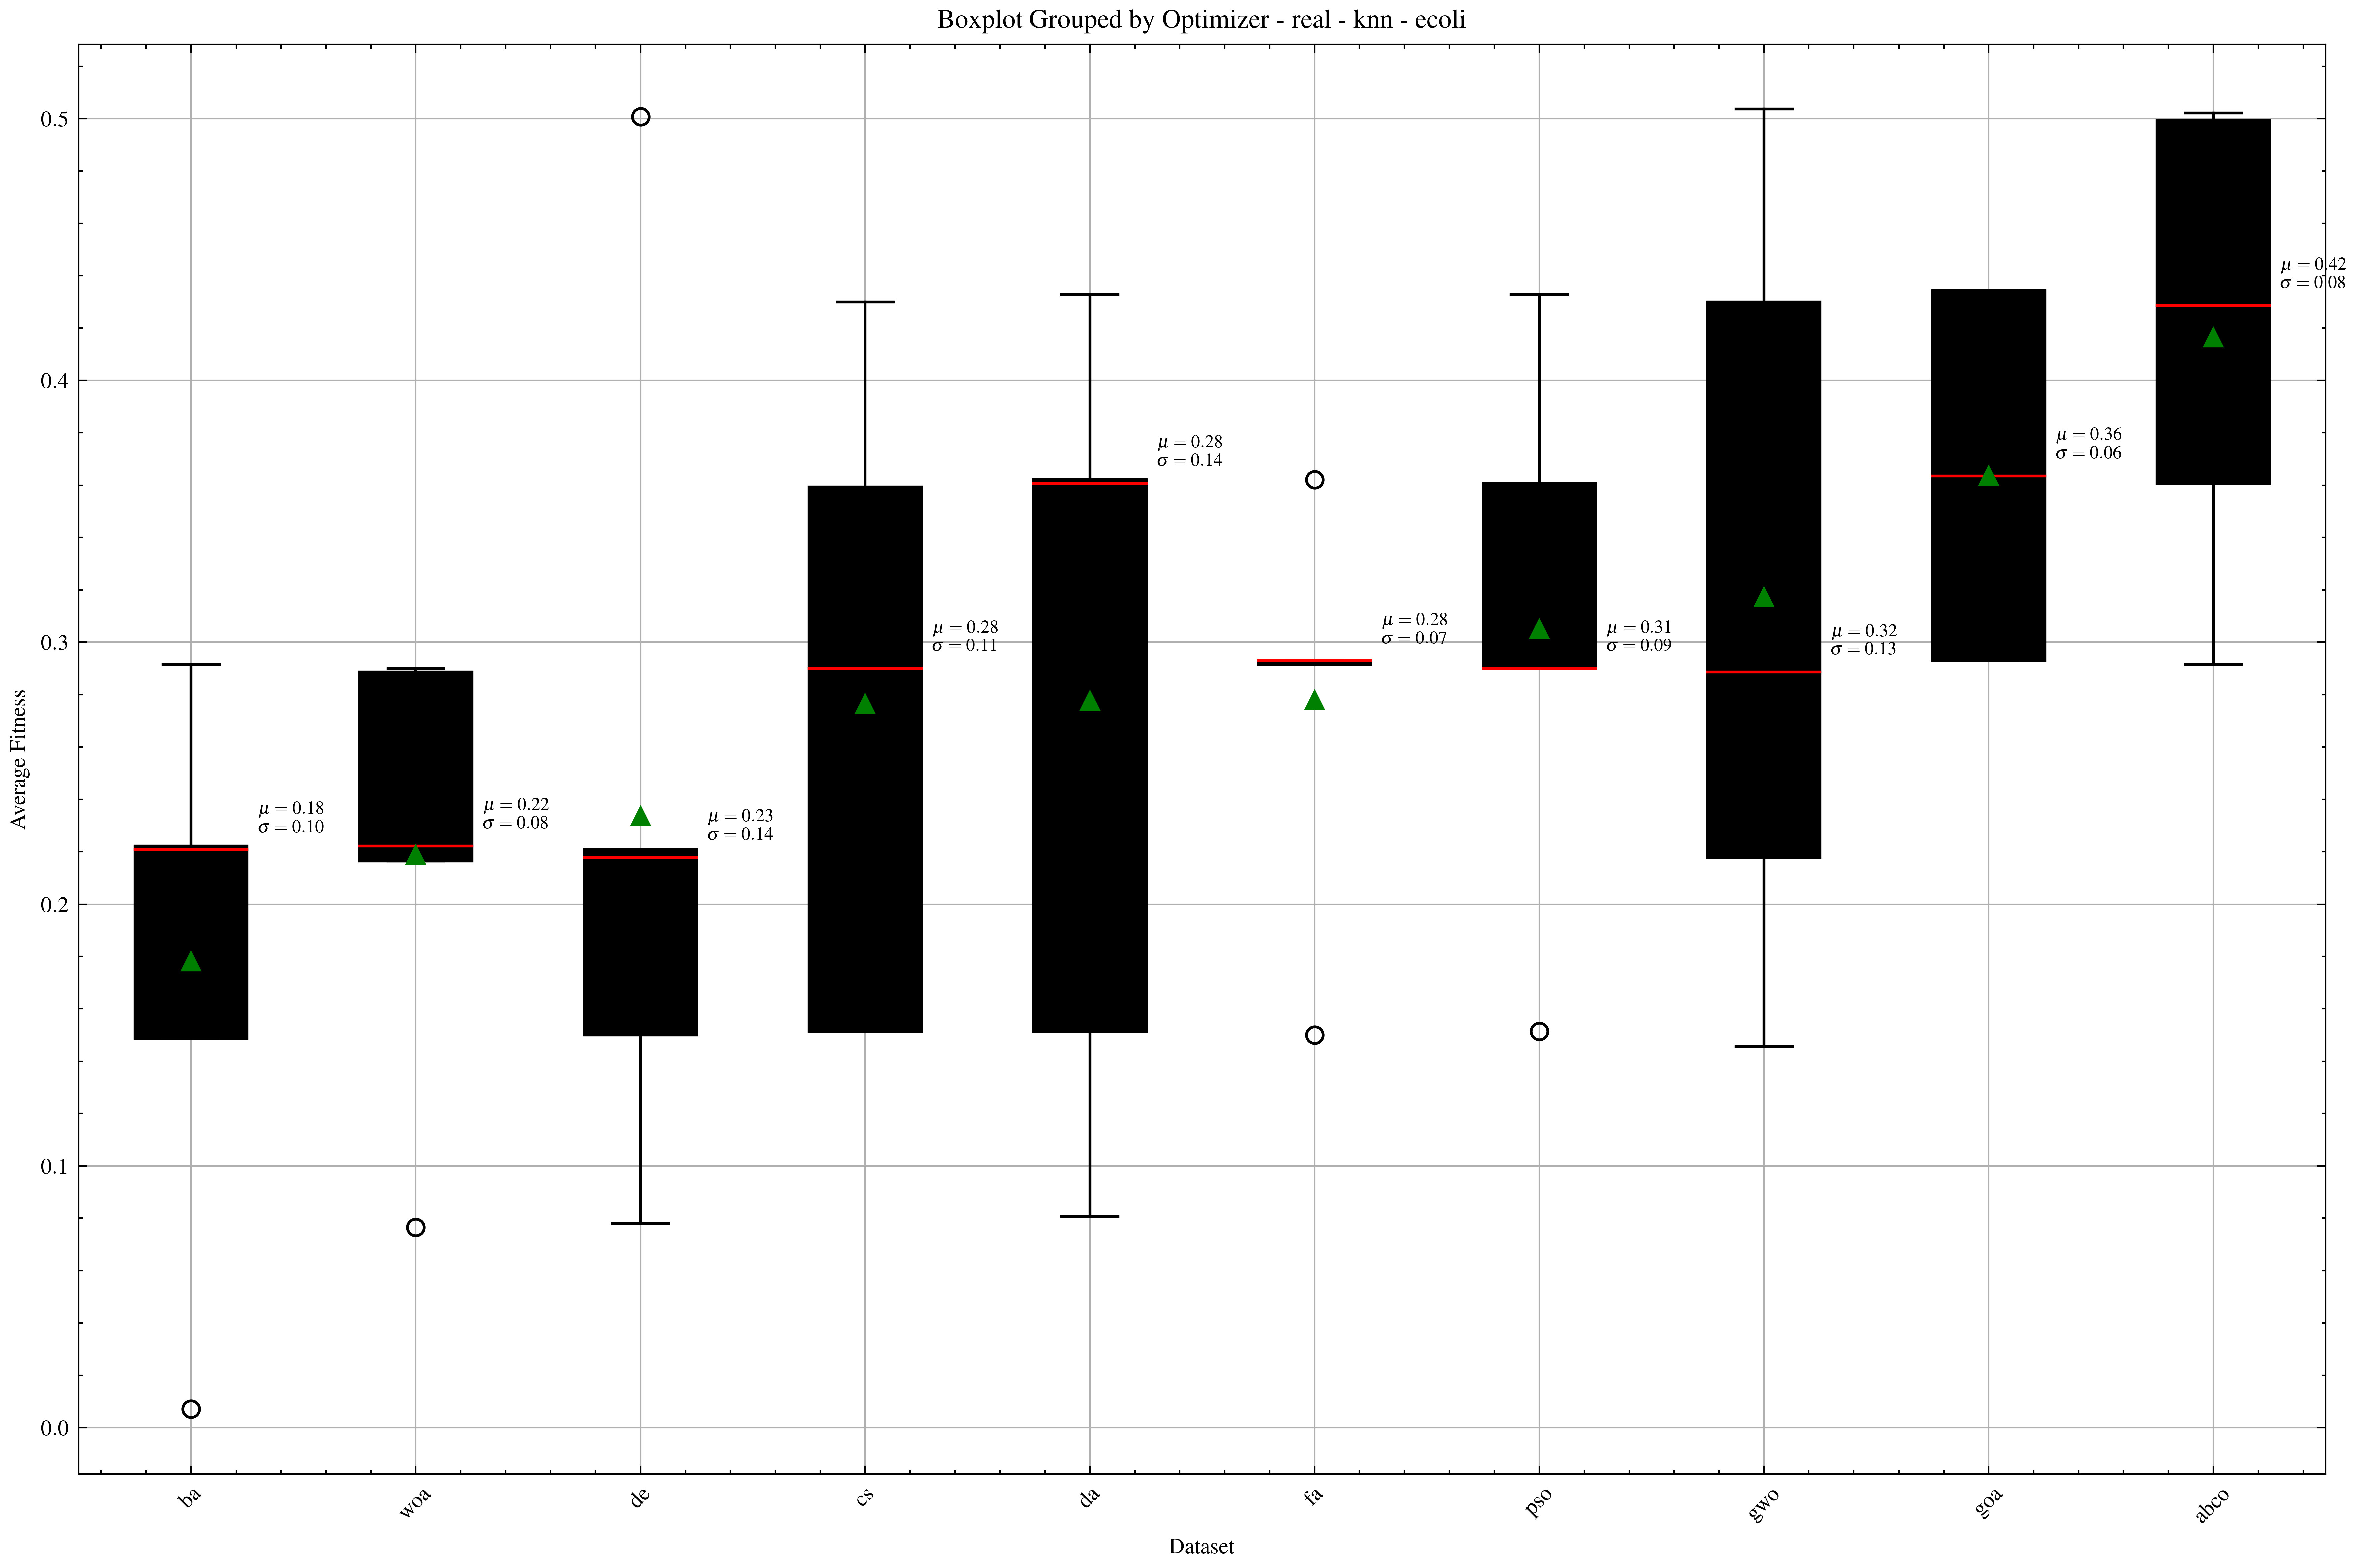 Boxplot Grouped by Optimizer - real - knn - ecoli
Average Fitness
0.5
0.4
0.3
0.2
0.1
0.0
μ = 0.18
σ = 0.10
μ = 0.22
σ = 0.08
μ = 0.23
σ = 0.14
μ = 0.28
σ = 0.11
μ = 0.28
σ = 0.14
μ = 0.28
σ = 0.07
μ = 0.31
σ = 0.09
μ = 0.32
σ = 0.13
μ = 0.36
σ = 0.06
μ = 0.42
σ = 0.08
ba
woa
de
cs
da
fa
pso
gwo
goa
abco
Dataset